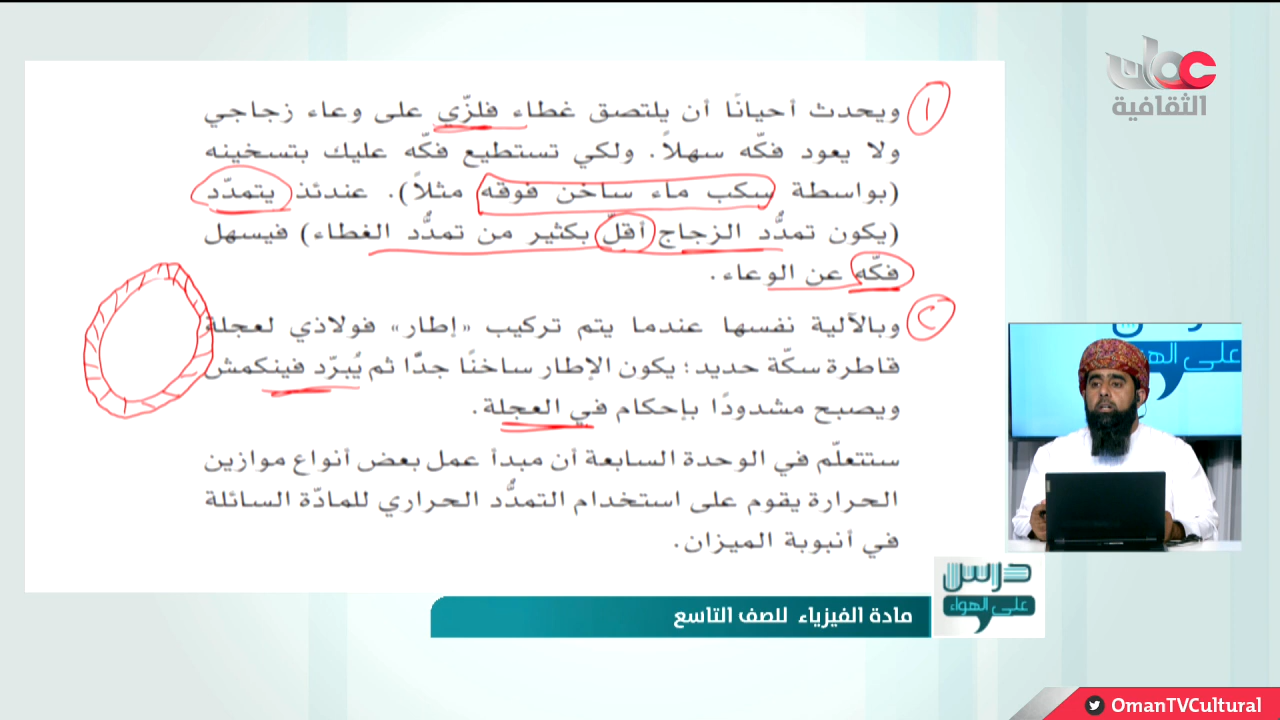 عمان
الثقافية
١
ويحدث أحيانًا أن يلتصق غطاء فلزّي على وعاء زجاجي
ولا يعود فكّه سهلاً. ولكي تستطيع فكّه عليك بتسخينه
(بواسطة سكب ماء ساخن فوقه مثلاً). عندئذ يتمدّد
(يكون تمدُّد الزجاج أقلّ بكثير من تمدُّد الغطاء) فيسهل
فكّه عن الوعاء.
وبالآلية نفسها عندما يتم تركيب «إطار» فولاذي لعجلة
قاطرة سكّة حديد؛ يكون الإطار ساخنًا جدًّا ثم يُبرّد فينكمش
ويصبح مشدودًا بإحكام في العجلة.
ستتعلّم في الوحدة السابعة أن مبدأ عمل بعض أنواع موازين
الحرارة يقوم على استخدام التمدُّد الحراري للمادّة السائلة
في أنبوبة الميزان.
على الهواء
درس
على الهواء
مادة الفيزياء للصف التاسع
OmanTVCultural